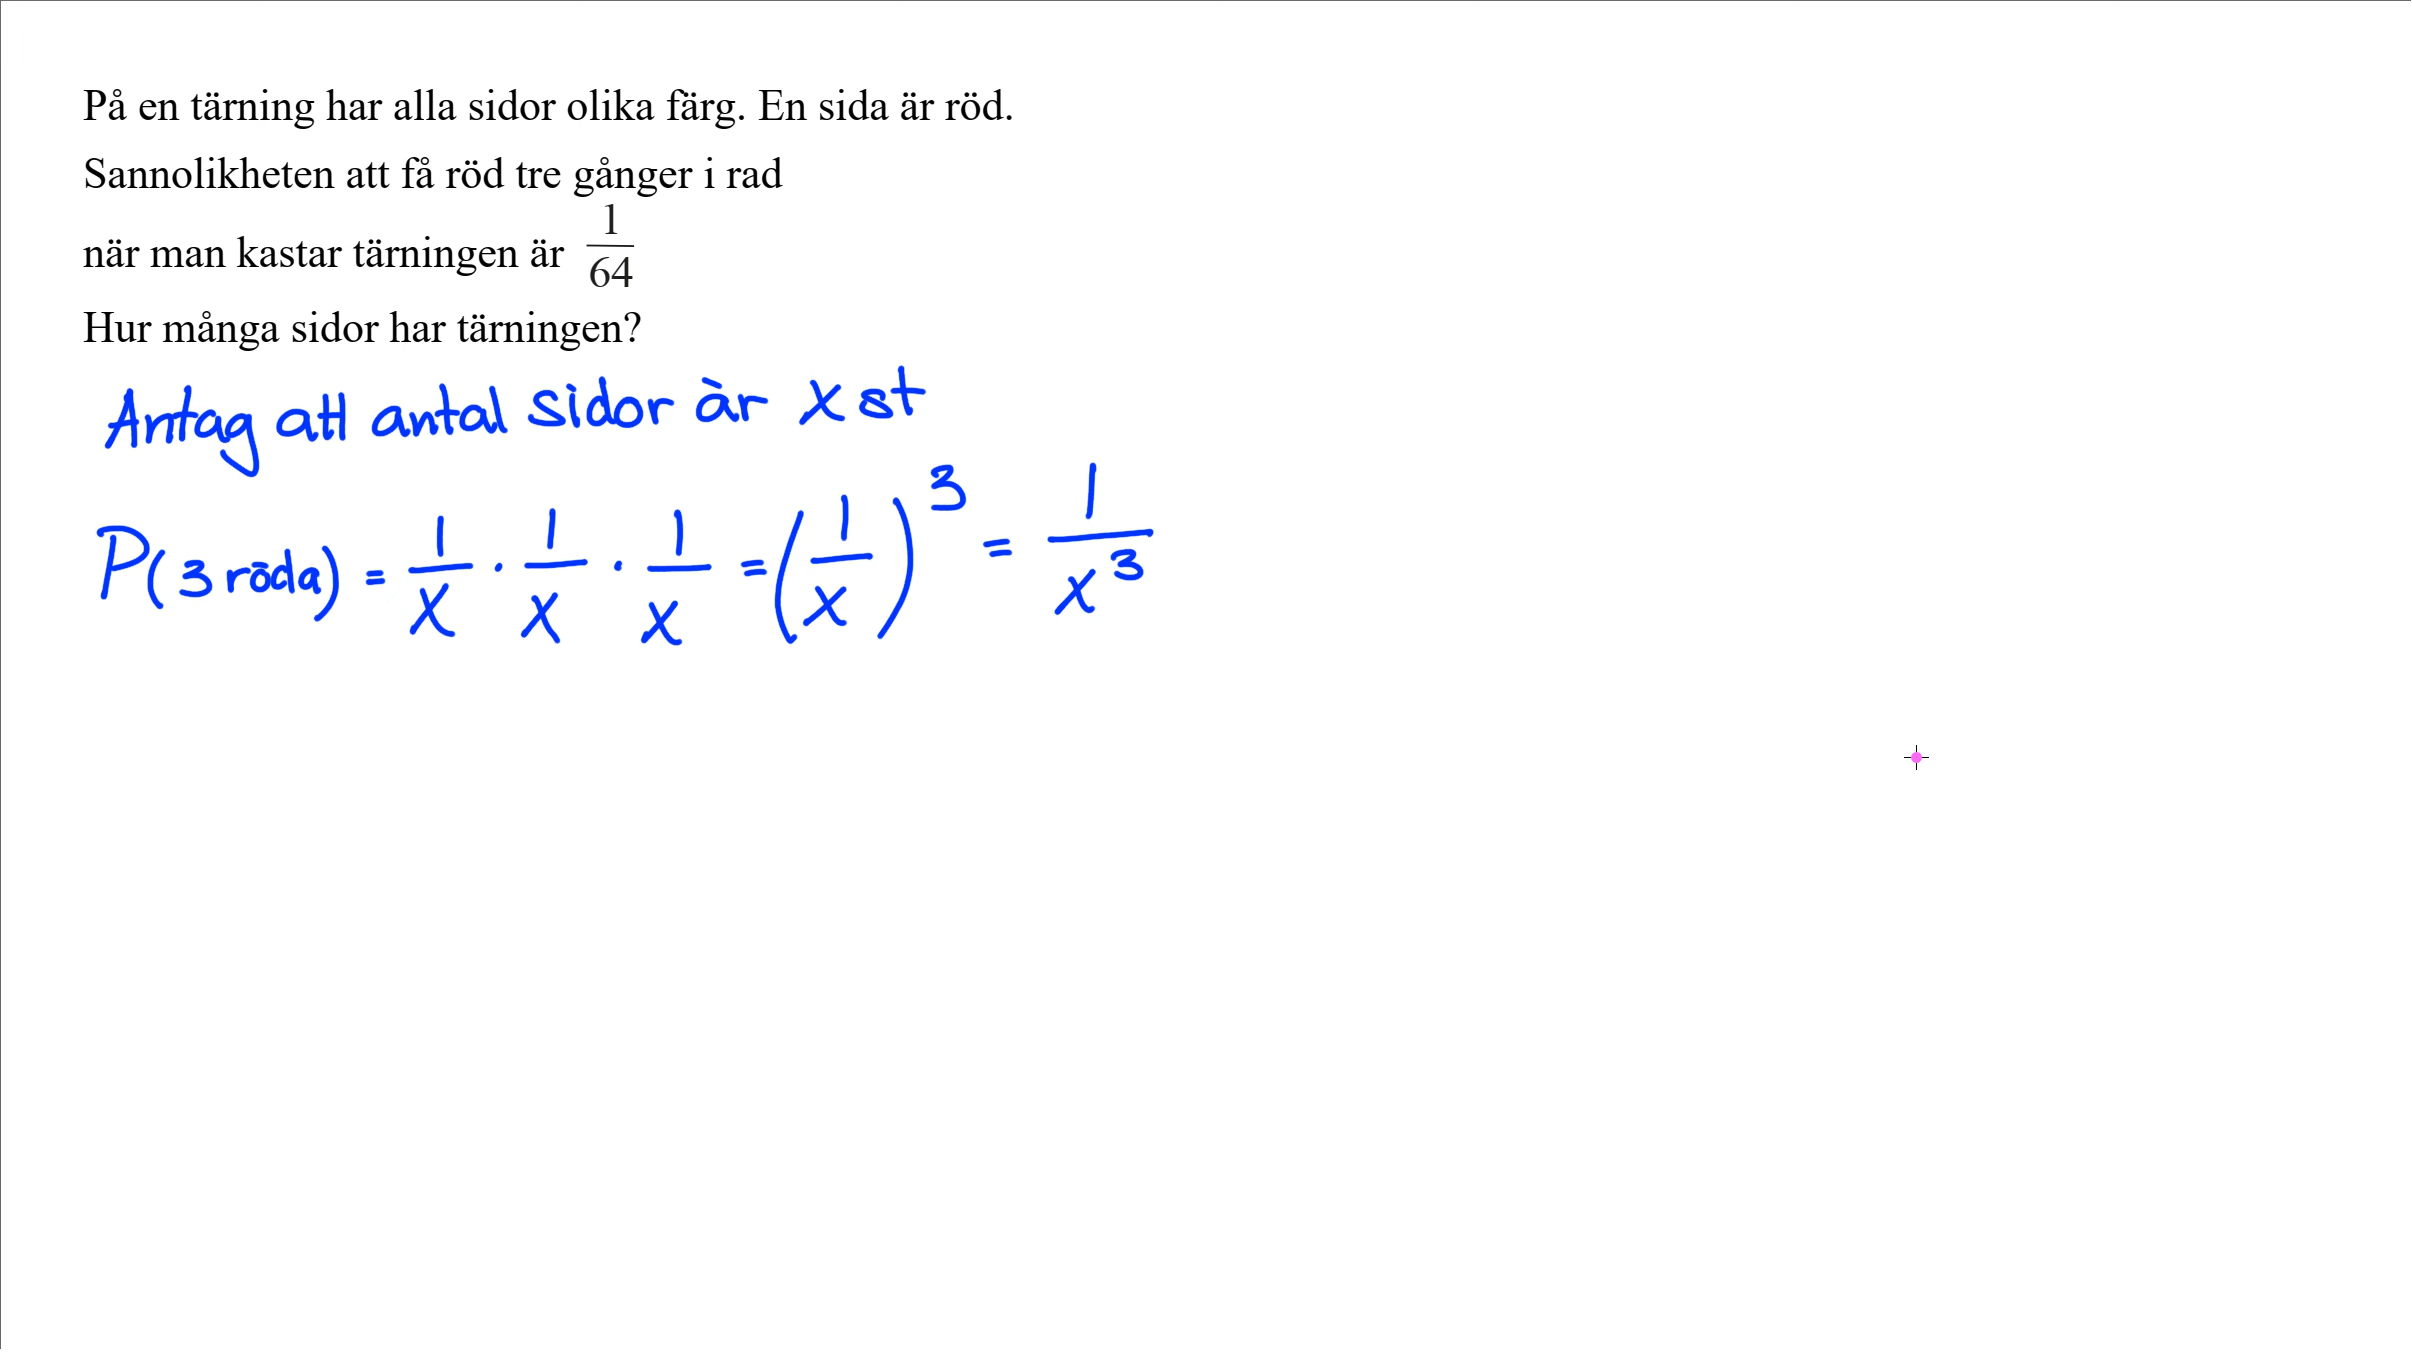 På en tärning har alla sidor olika färg. En sida är röd.
Sannolikheten att få röd tre gånger i rad
när man kastar tärningen är 1/64
Hur många sidor har tärningen?
Antag att antal sidor är x st
P(3 röda) = 1/x · 1/x · 1/x = (1/x)^3 = 1/x^3